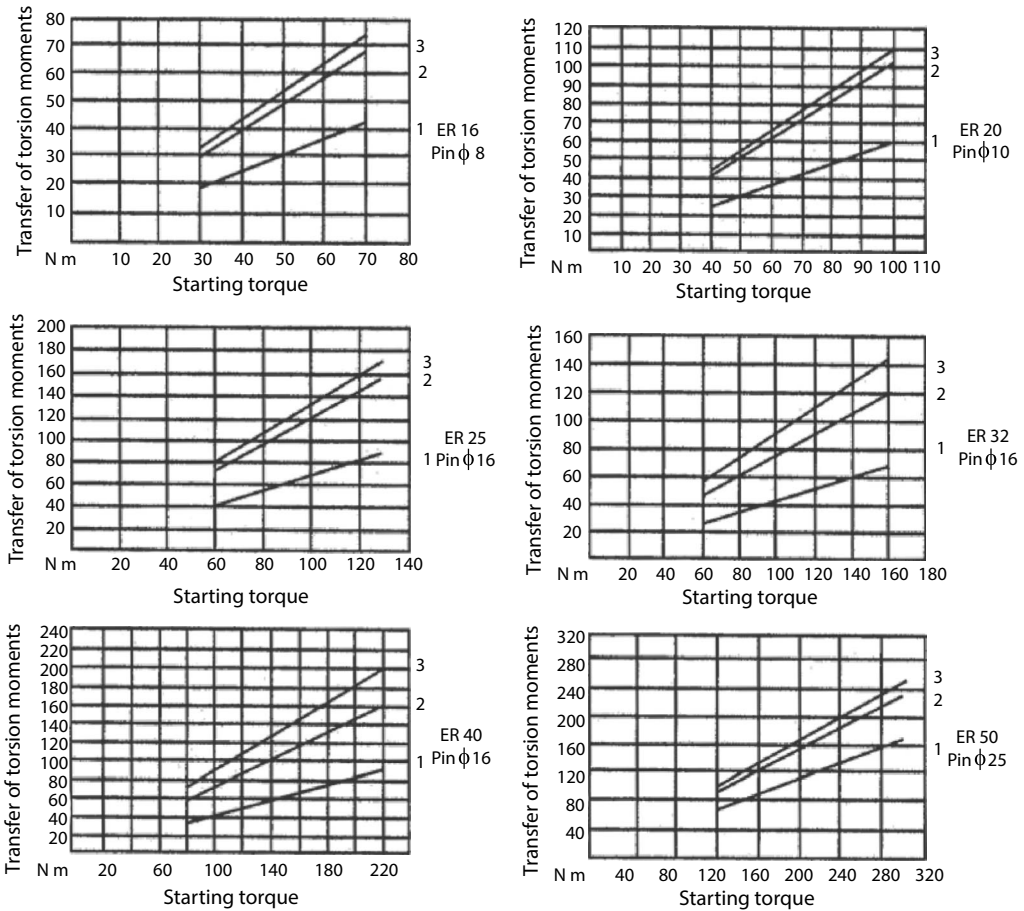 Transfer of torsion moments
80
70
60
50
40
30
20
10
N m 10 20 30 40 50 60 70 80
Starting torque
3
2
1
ER 16
Pin ϕ 8
Transfer of torsion moments
120
110
100
90
80
70
60
50
40
30
20
10
N m 10 20 30 40 50 60 70 80 90 100 110
Starting torque
3
2
1
ER 20
Pin ϕ10
Transfer of torsion moments
200
180
160
140
120
100
80
60
40
20
N m 20 40 60 80 100 120 140
Starting torque
3
2
1
ER 25
Pin ϕ16
Transfer of torsion moments
160
140
120
100
80
60
40
20
N m 20 40 60 80 100 120 140 160 180
Starting torque
3
2
1
ER 32
Pin ϕ16
Transfer of torsion moments
240
220
200
180
160
140
120
100
80
60
40
20
N m 20 60 100 140 180 220
Starting torque
3
2
1
ER 40
Pin ϕ16
Transfer of torsion moments
320
280
240
200
160
120
80
40
N m 40 80 120 160 200 240 280 320
Starting torque
3
2
1
ER 50
Pin ϕ25